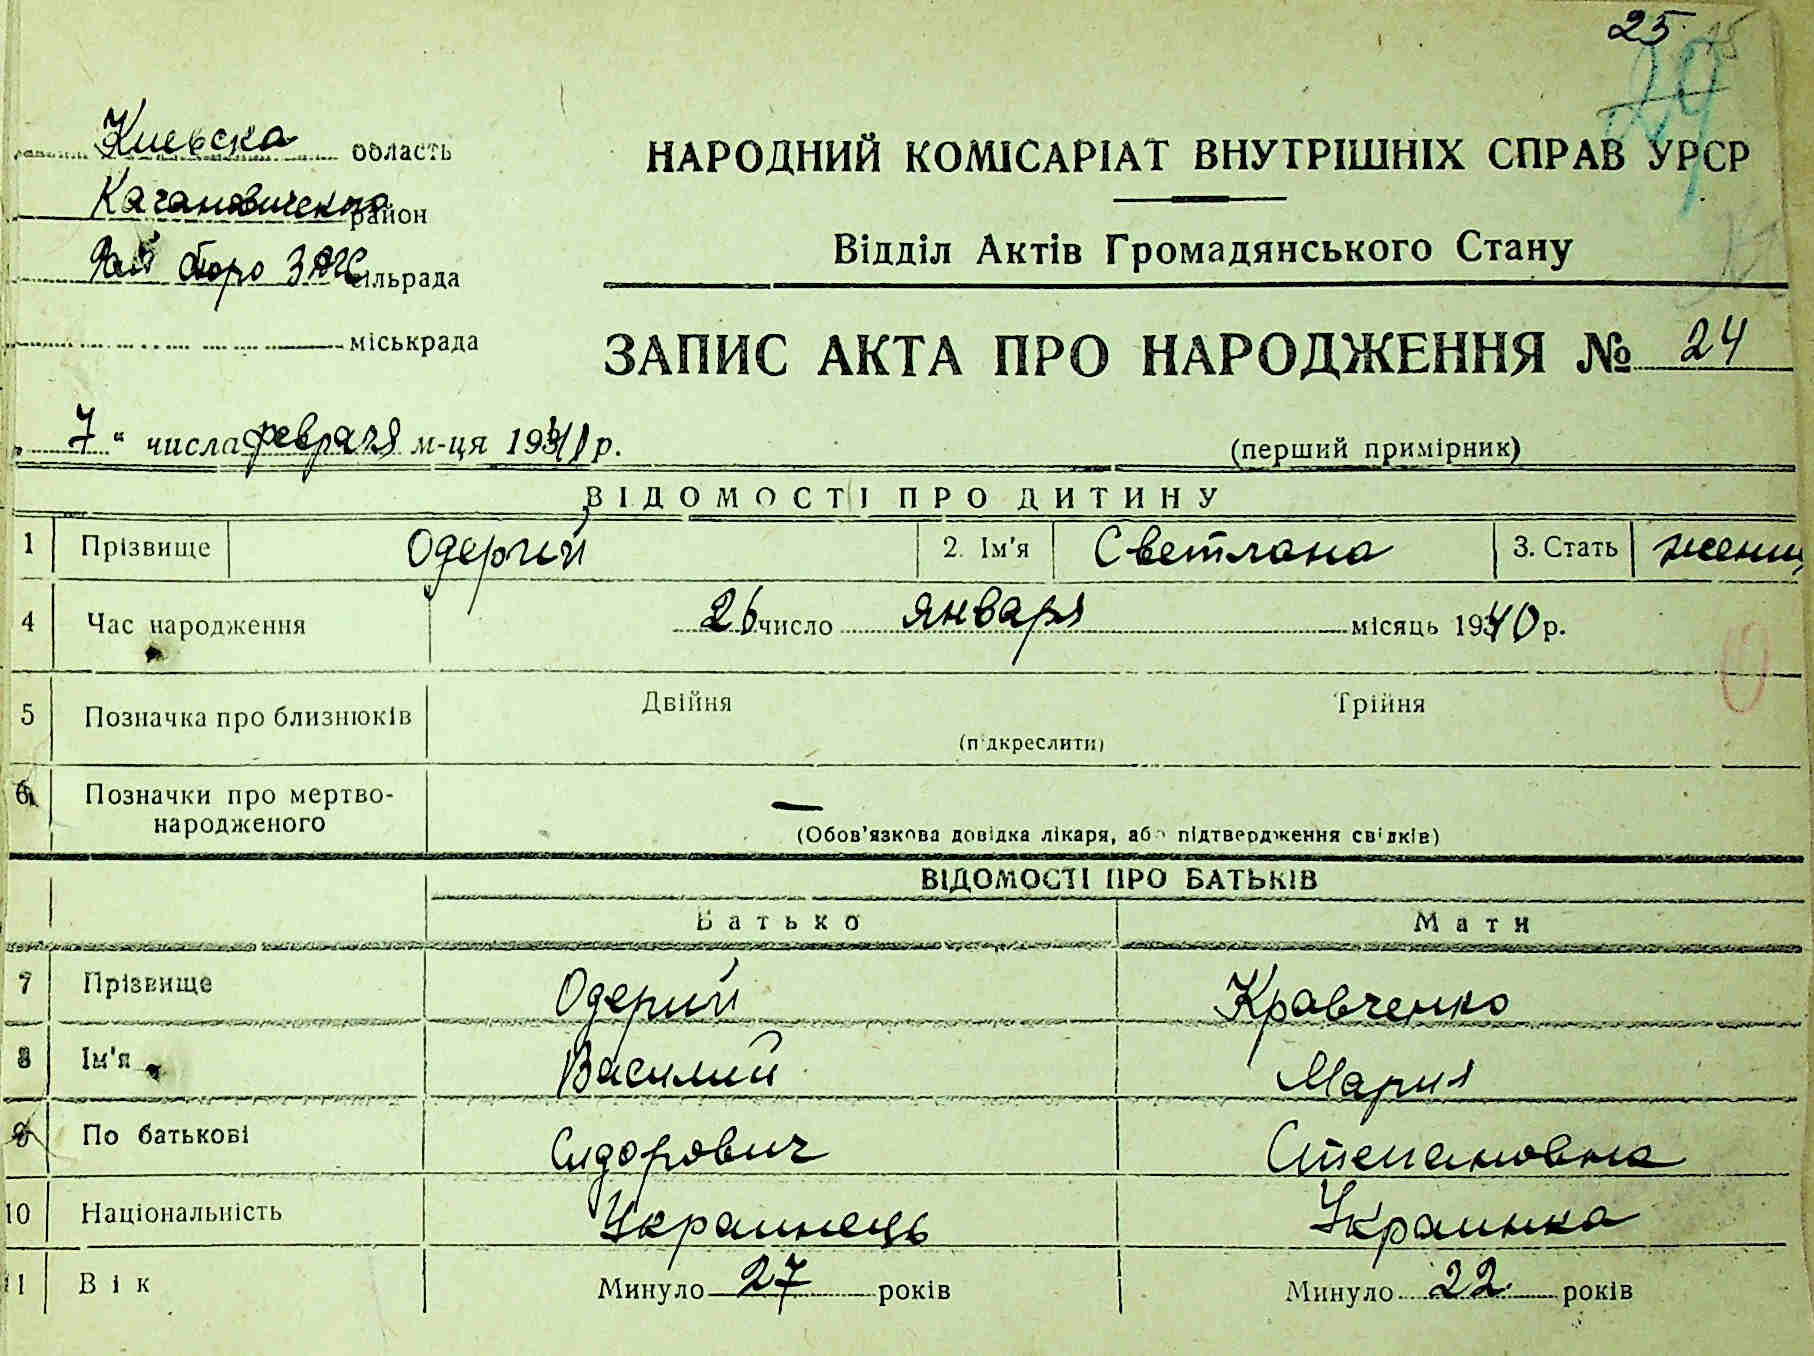 25.
24
Киевска область
Кагановическо район
Рай бюро ЗАГС сільрада
міськрада
НАРОДНИЙ КОМІСАРІАТ ВНУТРІШНІХ СПРАВ УРСР
Відділ Актів Громадянського Стану
ЗАПИС АКТА ПРО НАРОДЖЕННЯ № 24
„ 7 “ числа февраля м-ця 1940 р.
(перший примірник)
ВІДОМОСТІ ПРО ДИТИНУ
1 Прізвище Одерий 2. Ім'я Светлана 3. Стать женщ
4 Час народження 26 число января місяць 1940 р.
5 Позначка про близнюків Двійня Трійня
(підкреслити)
6 Позначки про мертво-
народженого —
(Обов'язкова довідка лікаря, або підтвердження свідків)
ВІДОМОСТІ ПРО БАТЬКІВ
Батько Мати
7 Прізвище Одерий Кравченко
8 Ім'я Василий Мария
9 По батькові Сидорович Степановна
10 Національність Украинець Украинка
11 Вік Минуло 27 років Минуло 22 років